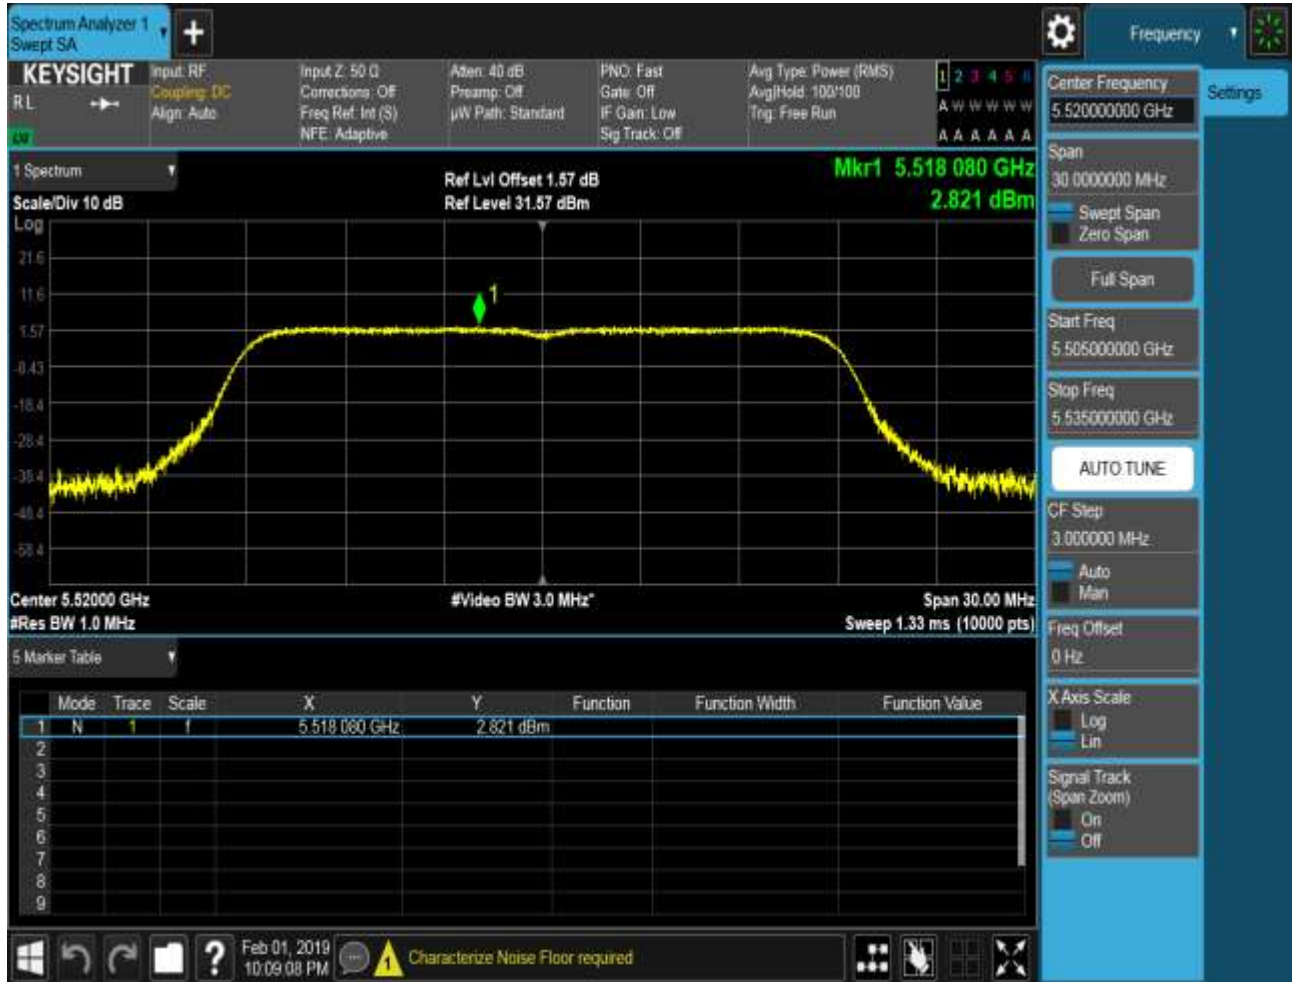 Spectrum Analyzer 1
Swept SA
+
Frequency
KEYSIGHT
RL
Input: RF
Coupling: DC
Align: Auto
Input Z: 50 Ω
Corrections: Off
Freq Ref: Int (S)
NFE: Adaptive
Atten: 40 dB
Preamp: Off
µW Path: Standard
PNO: Fast
Gate: Off
IF Gain: Low
Sig Track: Off
Avg Type: Power (RMS)
Avg|Hold: 100/100
Trig: Free Run
1 2 3 4 5 6
A W W W W W
A A A A A A
1 Spectrum
Scale/Div 10 dB
Log
Ref Lvl Offset 1.57 dB
Ref Level 31.57 dBm
Mkr1 5.518 080 GHz
2.821 dBm
21.6
11.6
1.57
-8.43
-18.4
-28.4
-38.4
-48.4
-58.4
1
Center 5.52000 GHz
#Res BW 1.0 MHz
#Video BW 3.0 MHz*
Span 30.00 MHz
Sweep 1.33 ms (10000 pts)
5 Marker Table
Mode Trace Scale X Y Function Function Width Function Value
1 N 1 f 5.518 080 GHz 2.821 dBm
2
3
4
5
6
7
8
9
Feb 01, 2019
10:09:08 PM
?
1
Characterize Noise Floor required
Settings
Center Frequency
5.520000000 GHz
Span
30.0000000 MHz
Swept Span
Zero Span
Full Span
Start Freq
5.505000000 GHz
Stop Freq
5.535000000 GHz
AUTO TUNE
CF Step
3.000000 MHz
Auto
Man
Freq Offset
0 Hz
X Axis Scale
Log
Lin
Signal Track
(Span Zoom)
On
Off